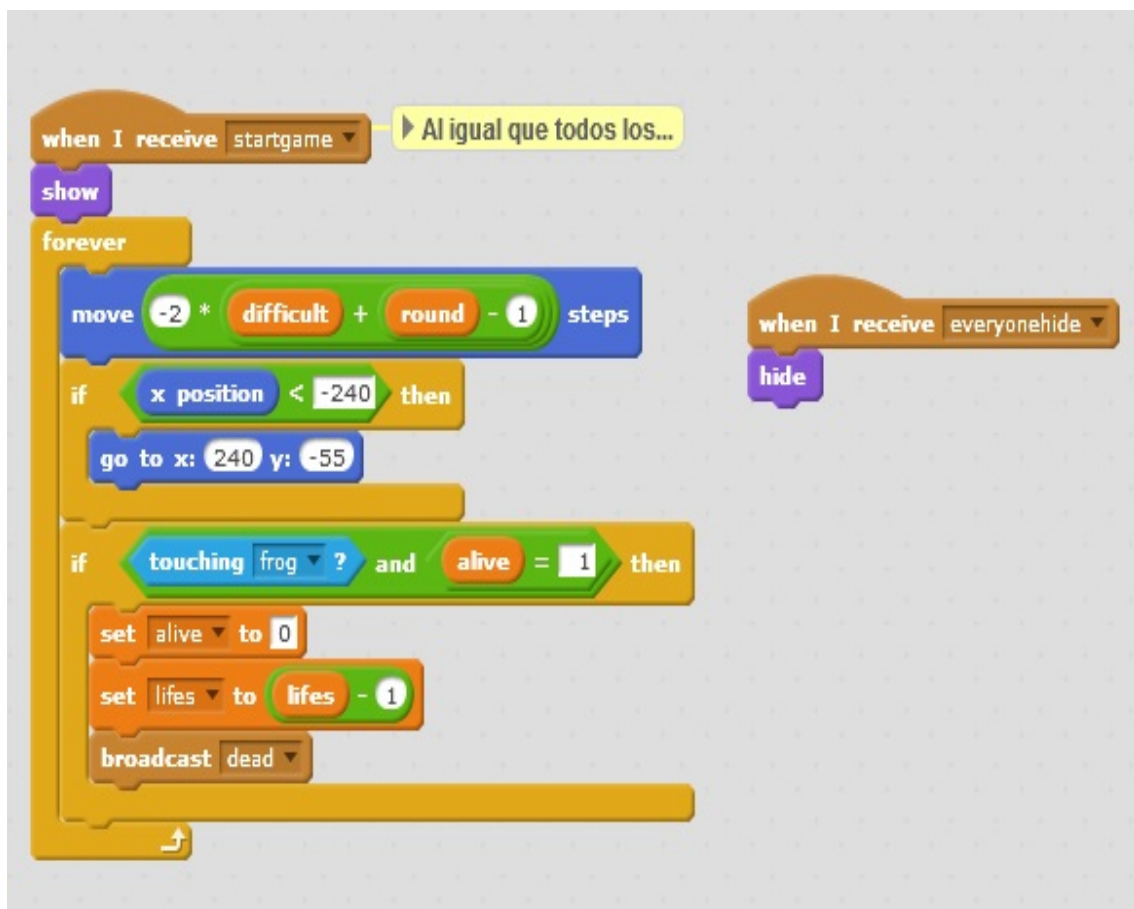 when I receive startgame
Al igual que todos los...
show
forever
move -2 * difficult + round - 1 steps
if x position < -240 then
go to x: 240 y: -55
if touching frog ? and alive = 1 then
set alive to 0
set lifes to lifes - 1
broadcast dead
when I receive everyonehide
hide